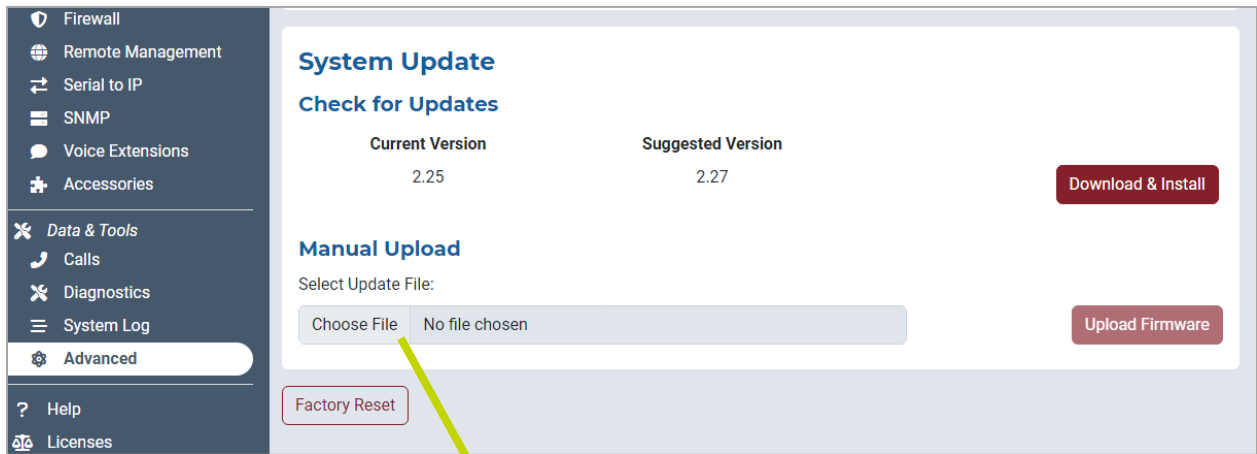 Firewall
Remote Management
Serial to IP
SNMP
Voice Extensions
Accessories
Data & Tools
Calls
Diagnostics
System Log
Advanced
? Help
Licenses
System Update
Check for Updates
Current Version Suggested Version
2.25 2.27 Download & Install
Manual Upload
Select Update File:
Choose File No file chosen Upload Firmware
Factory Reset